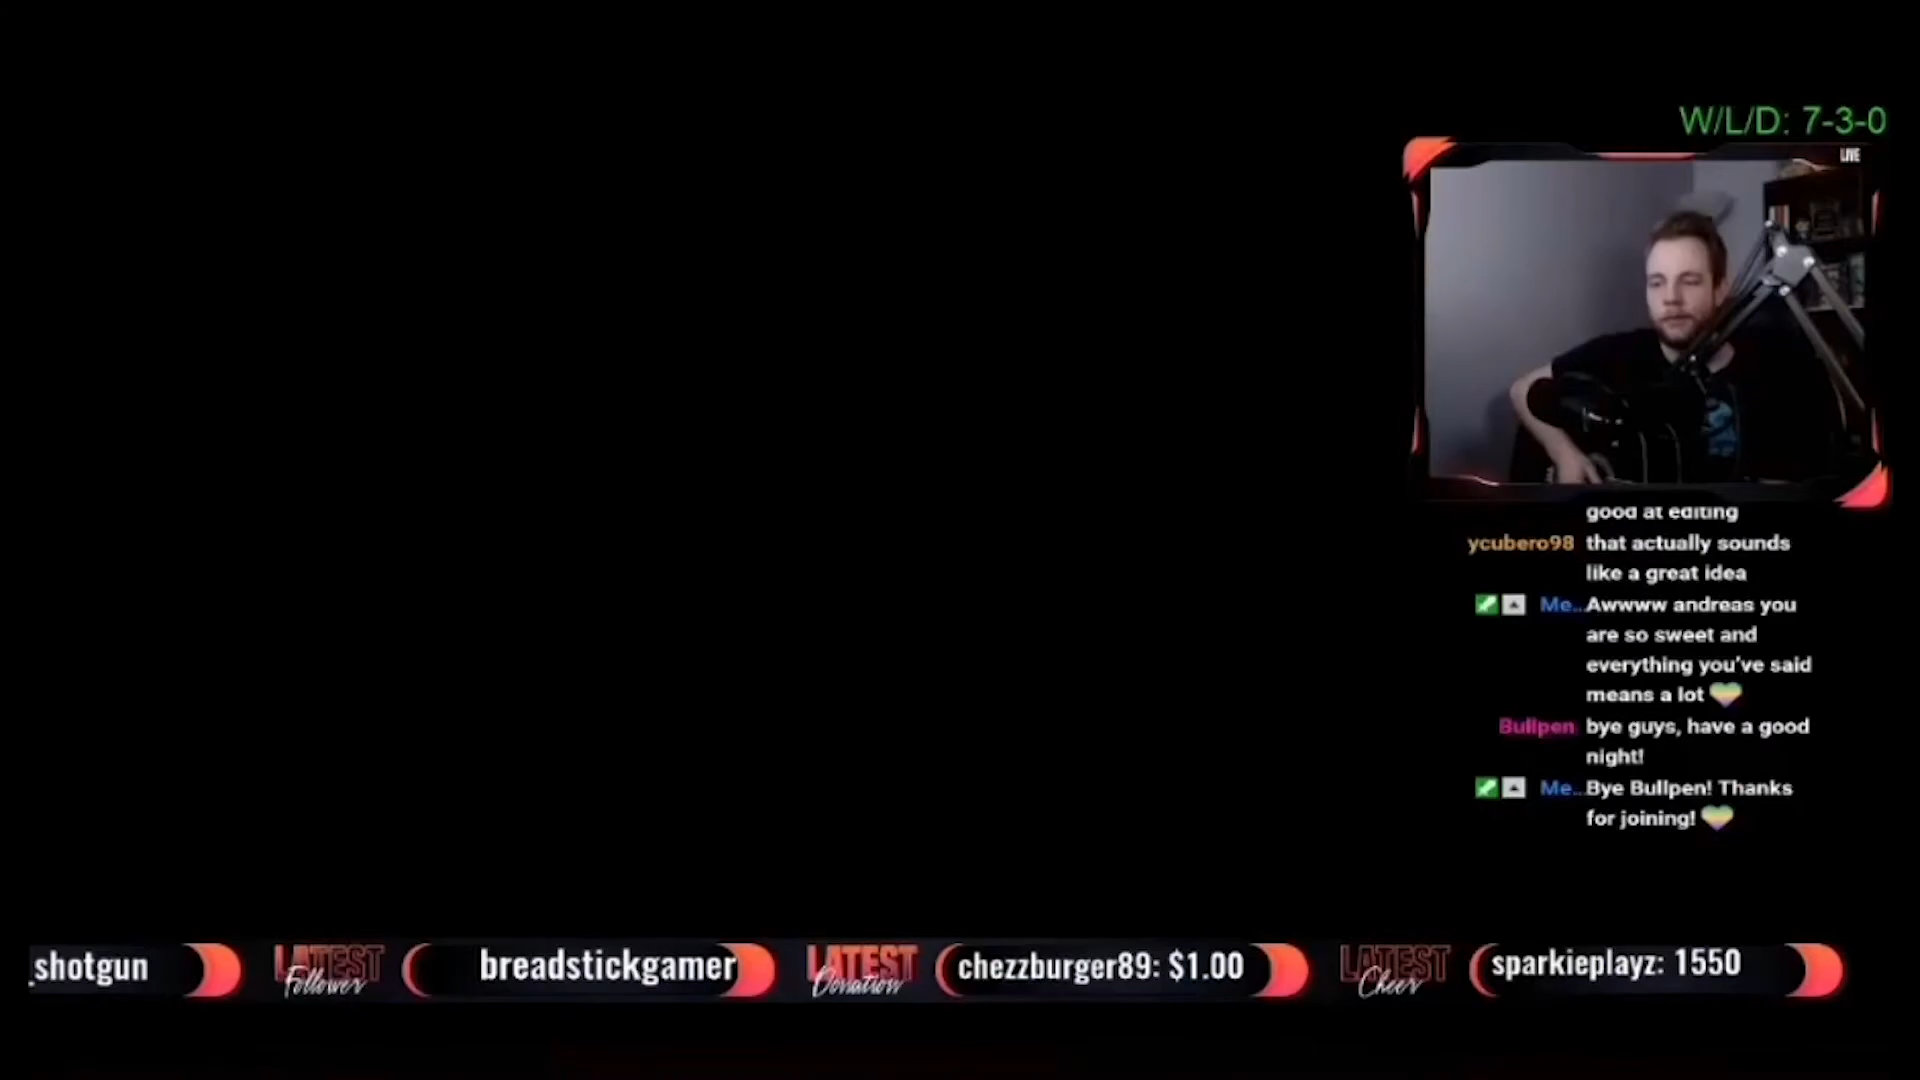 W/L/D: 7-3-0
LIVE
good at editing
ycubero98 that actually sounds
like a great idea
Me... Awwww andreas you
are so sweet and
everything you've said
means a lot
Bullpen bye guys, have a good
night!
Me... Bye Bullpen! Thanks
for joining!
_shotgun
LATEST
Follower
breadstickgamer
LATEST
Donation
chezzburger89: $1.00
LATEST
Cheer
sparkieplayz: 1550